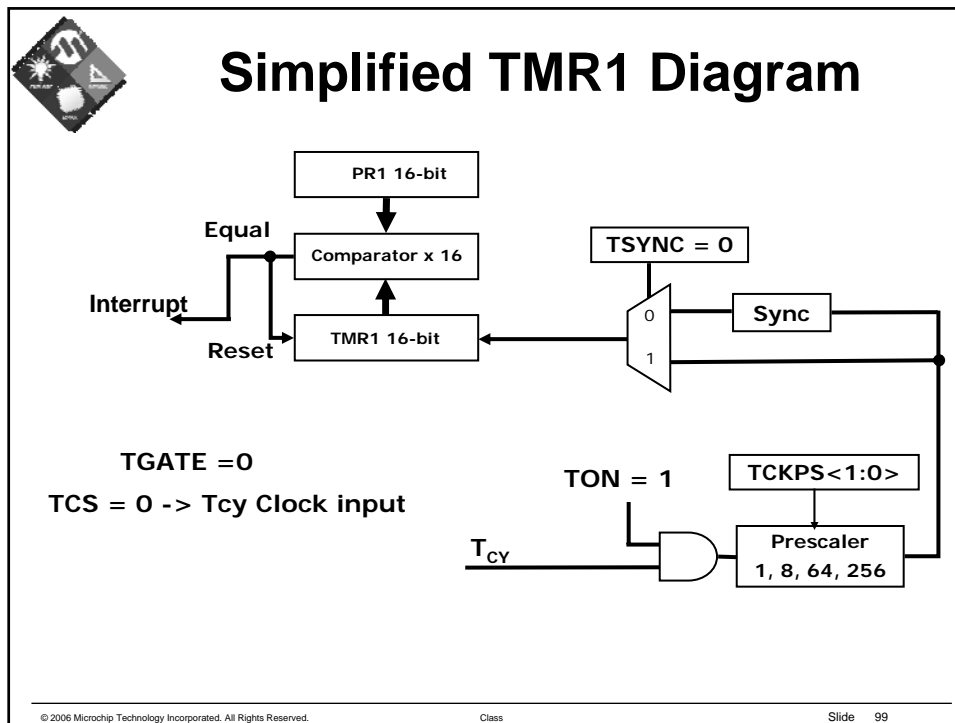 Simplified TMR1 Diagram
PR1 16-bit
Equal
Comparator x 16
TSYNC = 0
Interrupt
0
Sync
Reset
TMR1 16-bit
1
TGATE =0
TCS = 0 -> Tcy Clock input
TON = 1
TCKPS<1:0>
TCY
Prescaler
1, 8, 64, 256
© 2006 Microchip Technology Incorporated. All Rights Reserved.
Class
Slide 99